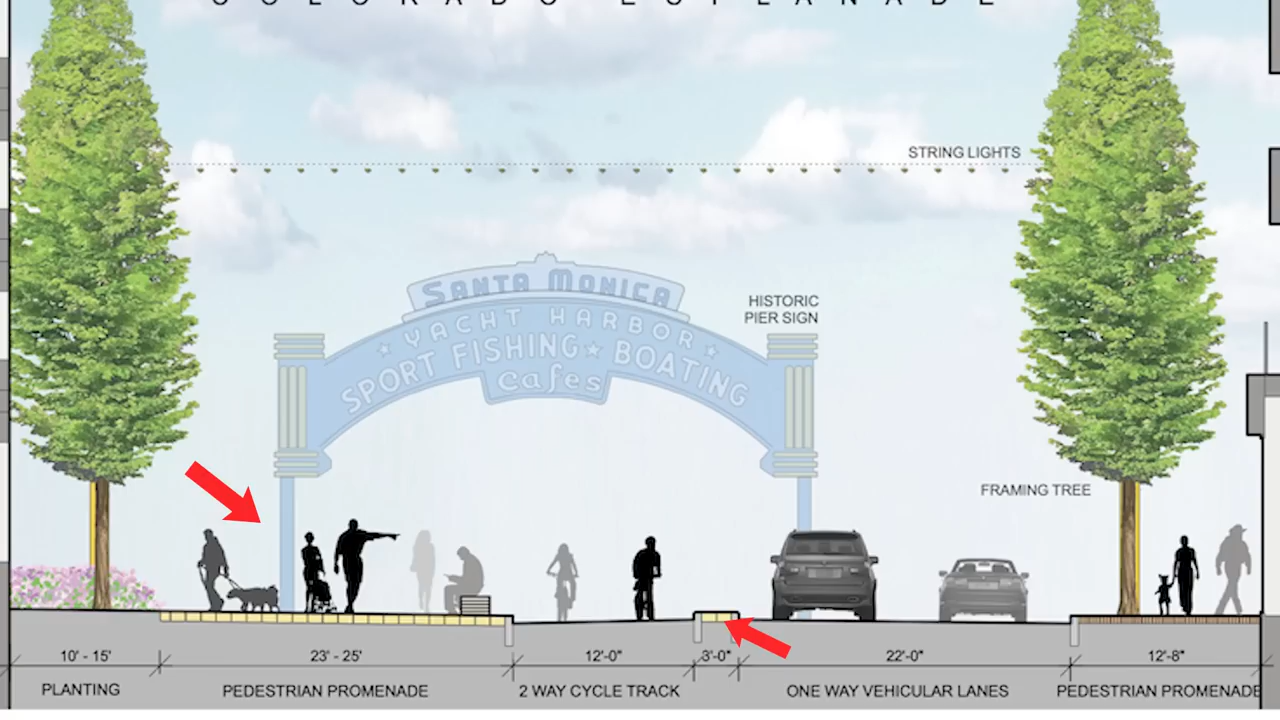 COLORADO ESPLANADE
STRING LIGHTS
SANTA MONICA
HISTORIC
PIER SIGN
YACHT HARBOR
SPORT FISHING ★ BOATING
Cafes
FRAMING TREE
10' - 15'
23' - 25'
12'-0"
3'-0"
22'-0"
12'-8"
PLANTING
PEDESTRIAN PROMENADE
2 WAY CYCLE TRACK
ONE WAY VEHICULAR LANES
PEDESTRIAN PROMENADE